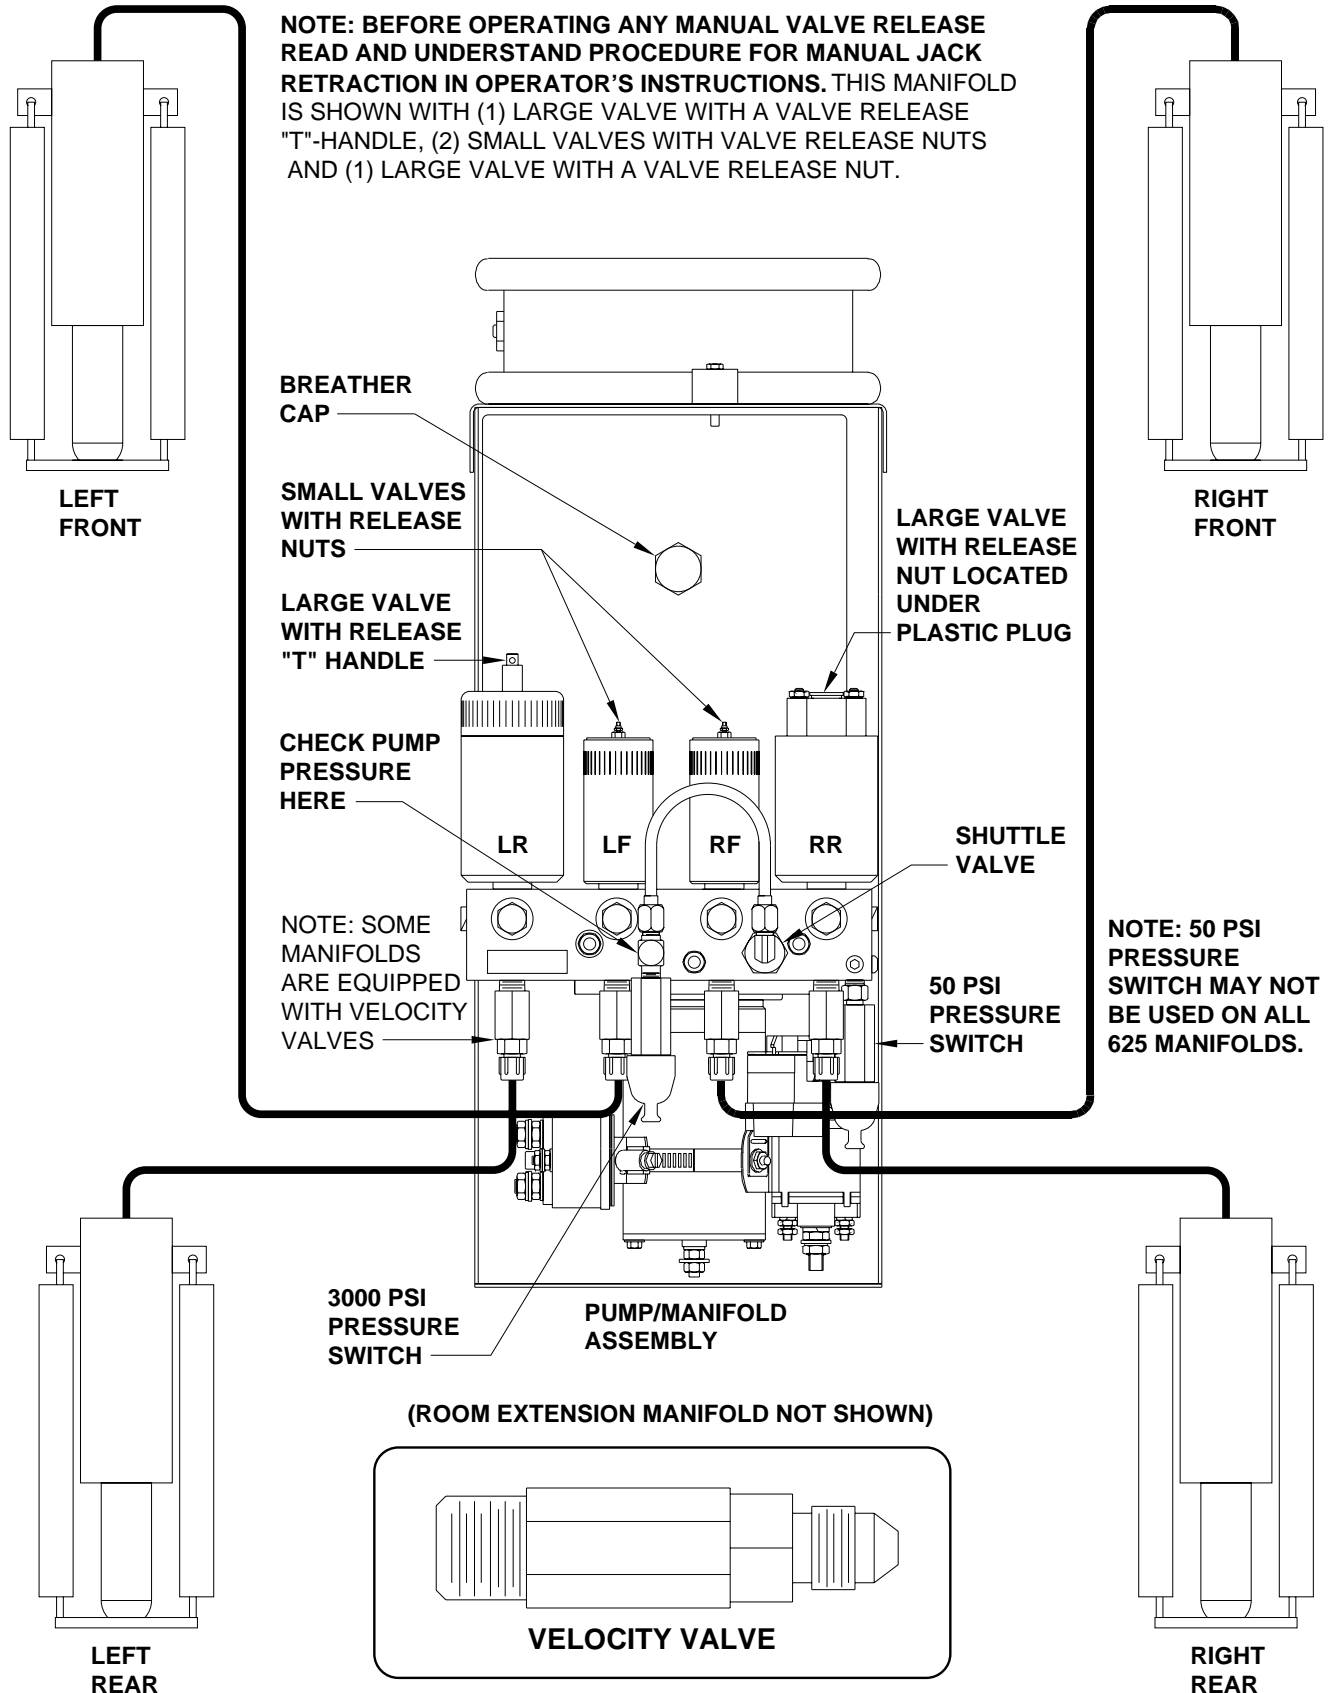 NOTE: BEFORE OPERATING ANY MANUAL VALVE RELEASE
READ AND UNDERSTAND PROCEDURE FOR MANUAL JACK
RETRACTION IN OPERATOR'S INSTRUCTIONS. THIS MANIFOLD
IS SHOWN WITH (1) LARGE VALVE WITH A VALVE RELEASE
"T"-HANDLE, (2) SMALL VALVES WITH VALVE RELEASE NUTS
AND (1) LARGE VALVE WITH A VALVE RELEASE NUT.
LEFT
FRONT
RIGHT
FRONT
BREATHER
CAP
SMALL VALVES
WITH RELEASE
NUTS
LARGE VALVE
WITH RELEASE
"T" HANDLE
LARGE VALVE
WITH RELEASE
NUT LOCATED
UNDER
PLASTIC PLUG
CHECK PUMP
PRESSURE
HERE
LR
LF
RF
RR
SHUTTLE
VALVE
NOTE: SOME
MANIFOLDS
ARE EQUIPPED
WITH VELOCITY
VALVES
50 PSI
PRESSURE
SWITCH
NOTE: 50 PSI
PRESSURE
SWITCH MAY NOT
BE USED ON ALL
625 MANIFOLDS.
3000 PSI
PRESSURE
SWITCH
PUMP/MANIFOLD
ASSEMBLY
(ROOM EXTENSION MANIFOLD NOT SHOWN)
VELOCITY VALVE
LEFT
REAR
RIGHT
REAR